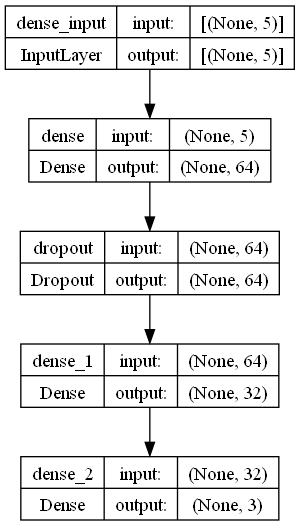 dense_input input: [(None, 5)]
InputLayer output: [(None, 5)]
dense input: (None, 5)
Dense output: (None, 64)
dropout input: (None, 64)
Dropout output: (None, 64)
dense_1 input: (None, 64)
Dense output: (None, 32)
dense_2 input: (None, 32)
Dense output: (None, 3)